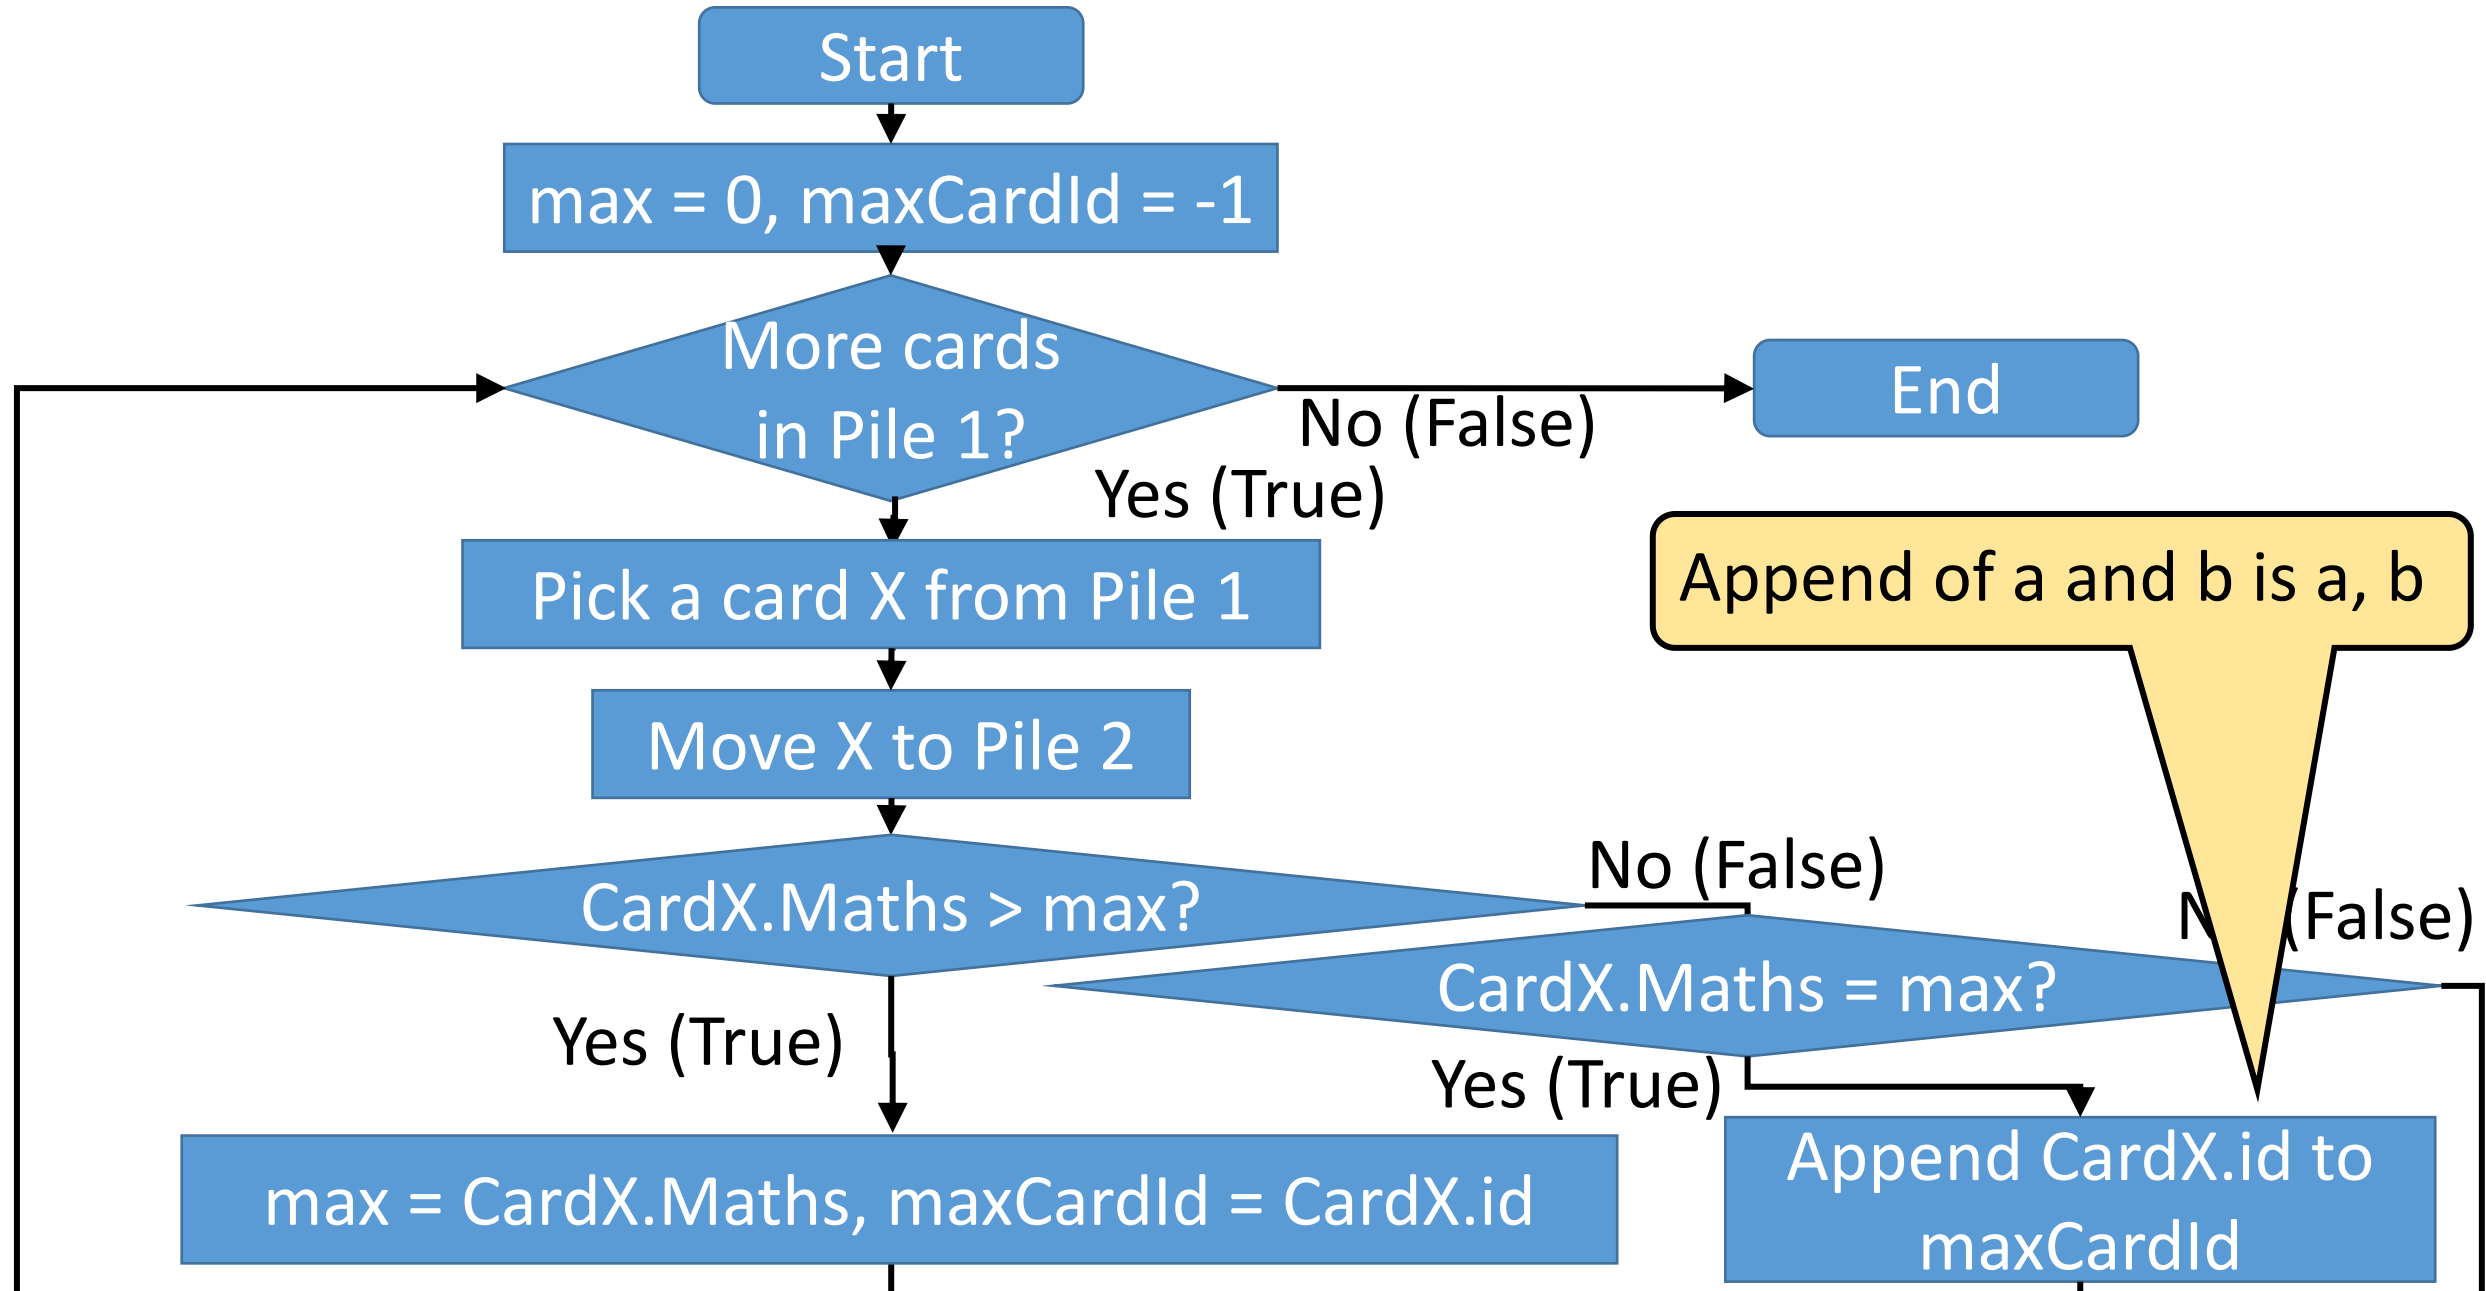 Start
max = 0, maxCardId = -1
More cards
in Pile 1?
No (False)
End
Yes (True)
Append of a and b is a, b
Pick a card X from Pile 1
Move X to Pile 2
No (False)
CardX.Maths > max?
(False)
CardX.Maths = max?
Yes (True)
Yes (True)
Append CardX.id to
maxCardId
max = CardX.Maths, maxCardId = CardX.id